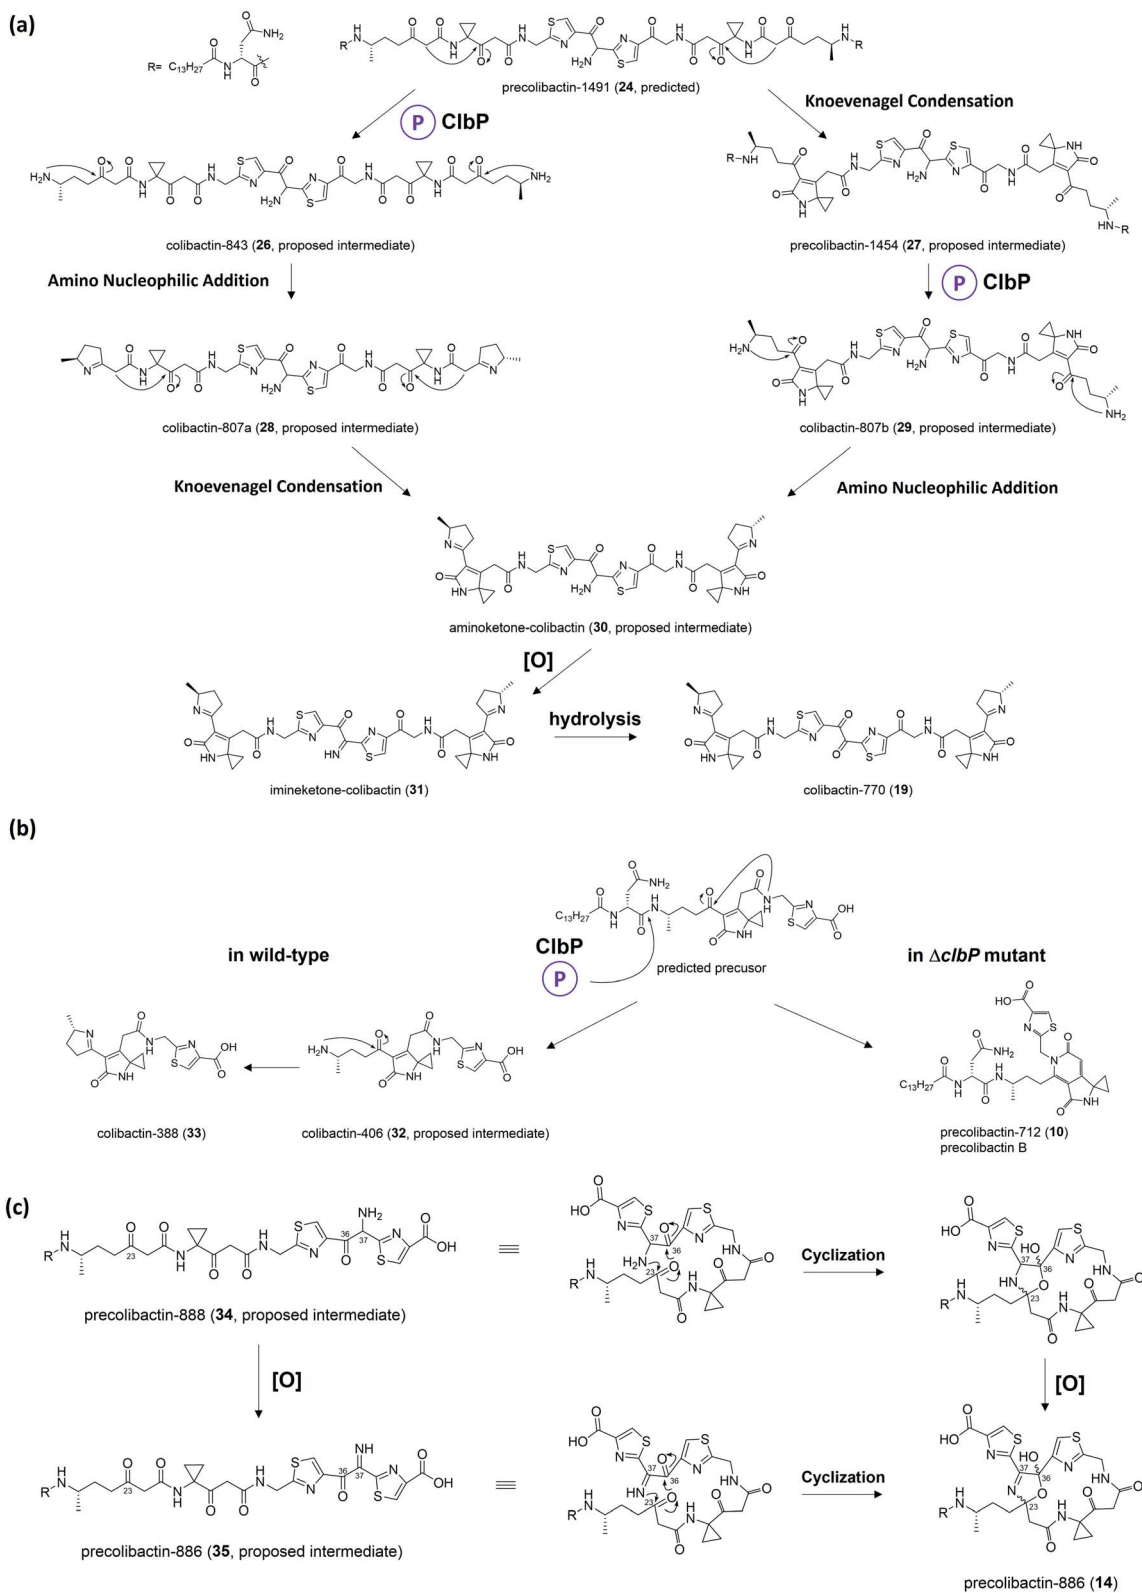 (a)
R= C13H27
precolibactin-1491 (24, predicted)
P ClbP
Knoevenagel Condensation
colibactin-843 (26, proposed intermediate)
precolibactin-1454 (27, proposed intermediate)
Amino Nucleophilic Addition
P ClbP
colibactin-807a (28, proposed intermediate)
colibactin-807b (29, proposed intermediate)
Knoevenagel Condensation
Amino Nucleophilic Addition
aminoketone-colibactin (30, proposed intermediate)
[O]
hydrolysis
imineketone-colibactin (31)
colibactin-770 (19)
(b)
ClbP
P
predicted precusor
in wild-type
in ΔclbP mutant
colibactin-388 (33)
colibactin-406 (32, proposed intermediate)
precolibactin-712 (10)
precolibactin B
(c)
precolibactin-888 (34, proposed intermediate)
Cyclization
[O]
[O]
precolibactin-886 (35, proposed intermediate)
Cyclization
precolibactin-886 (14)